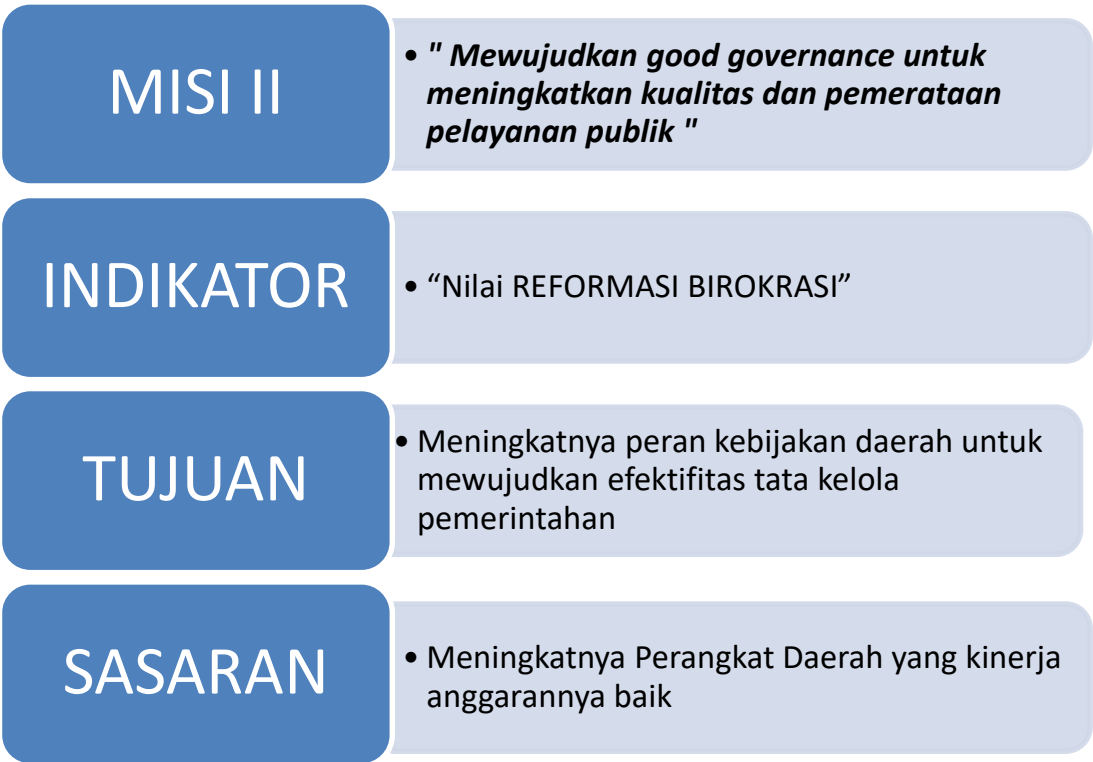 MISI II
• " Mewujudkan good governance untuk
meningkatkan kualitas dan pemerataan
pelayanan publik "
INDIKATOR
• “Nilai REFORMASI BIROKRASI”
TUJUAN
• Meningkatnya peran kebijakan daerah untuk
mewujudkan efektifitas tata kelola
pemerintahan
SASARAN
• Meningkatnya Perangkat Daerah yang kinerja
anggarannya baik